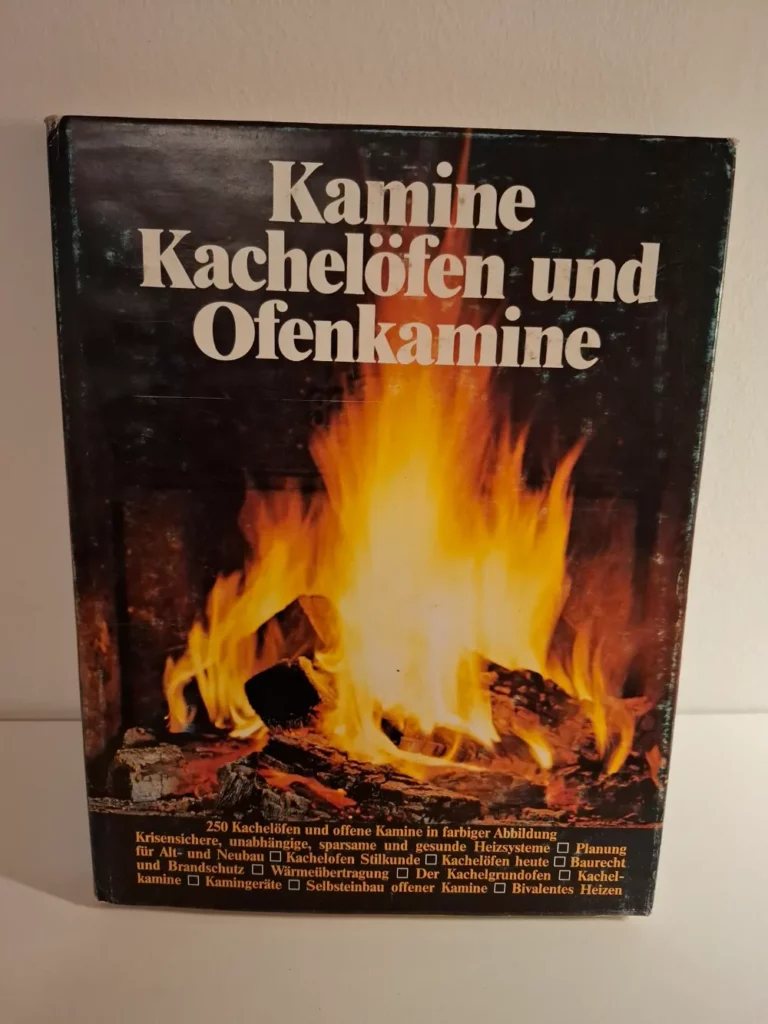 Kamine
Kachelöfen und
Ofenkamine
250 Kachelöfen und offene Kamine in farbiger Abbildung
Krisensichere, unabhängige, sparsame und gesunde Heizsysteme □ Planung
für Alt- und Neubau □ Kachelofen Stilkunde □ Kachelöfen heute □ Baurecht
und Brandschutz □ Wärmeübertragung □ Der Kachelgrundofen □ Kachel-
kamine □ Kamingeräte □ Selbsteinbau offener Kamine □ Bivalentes Heizen